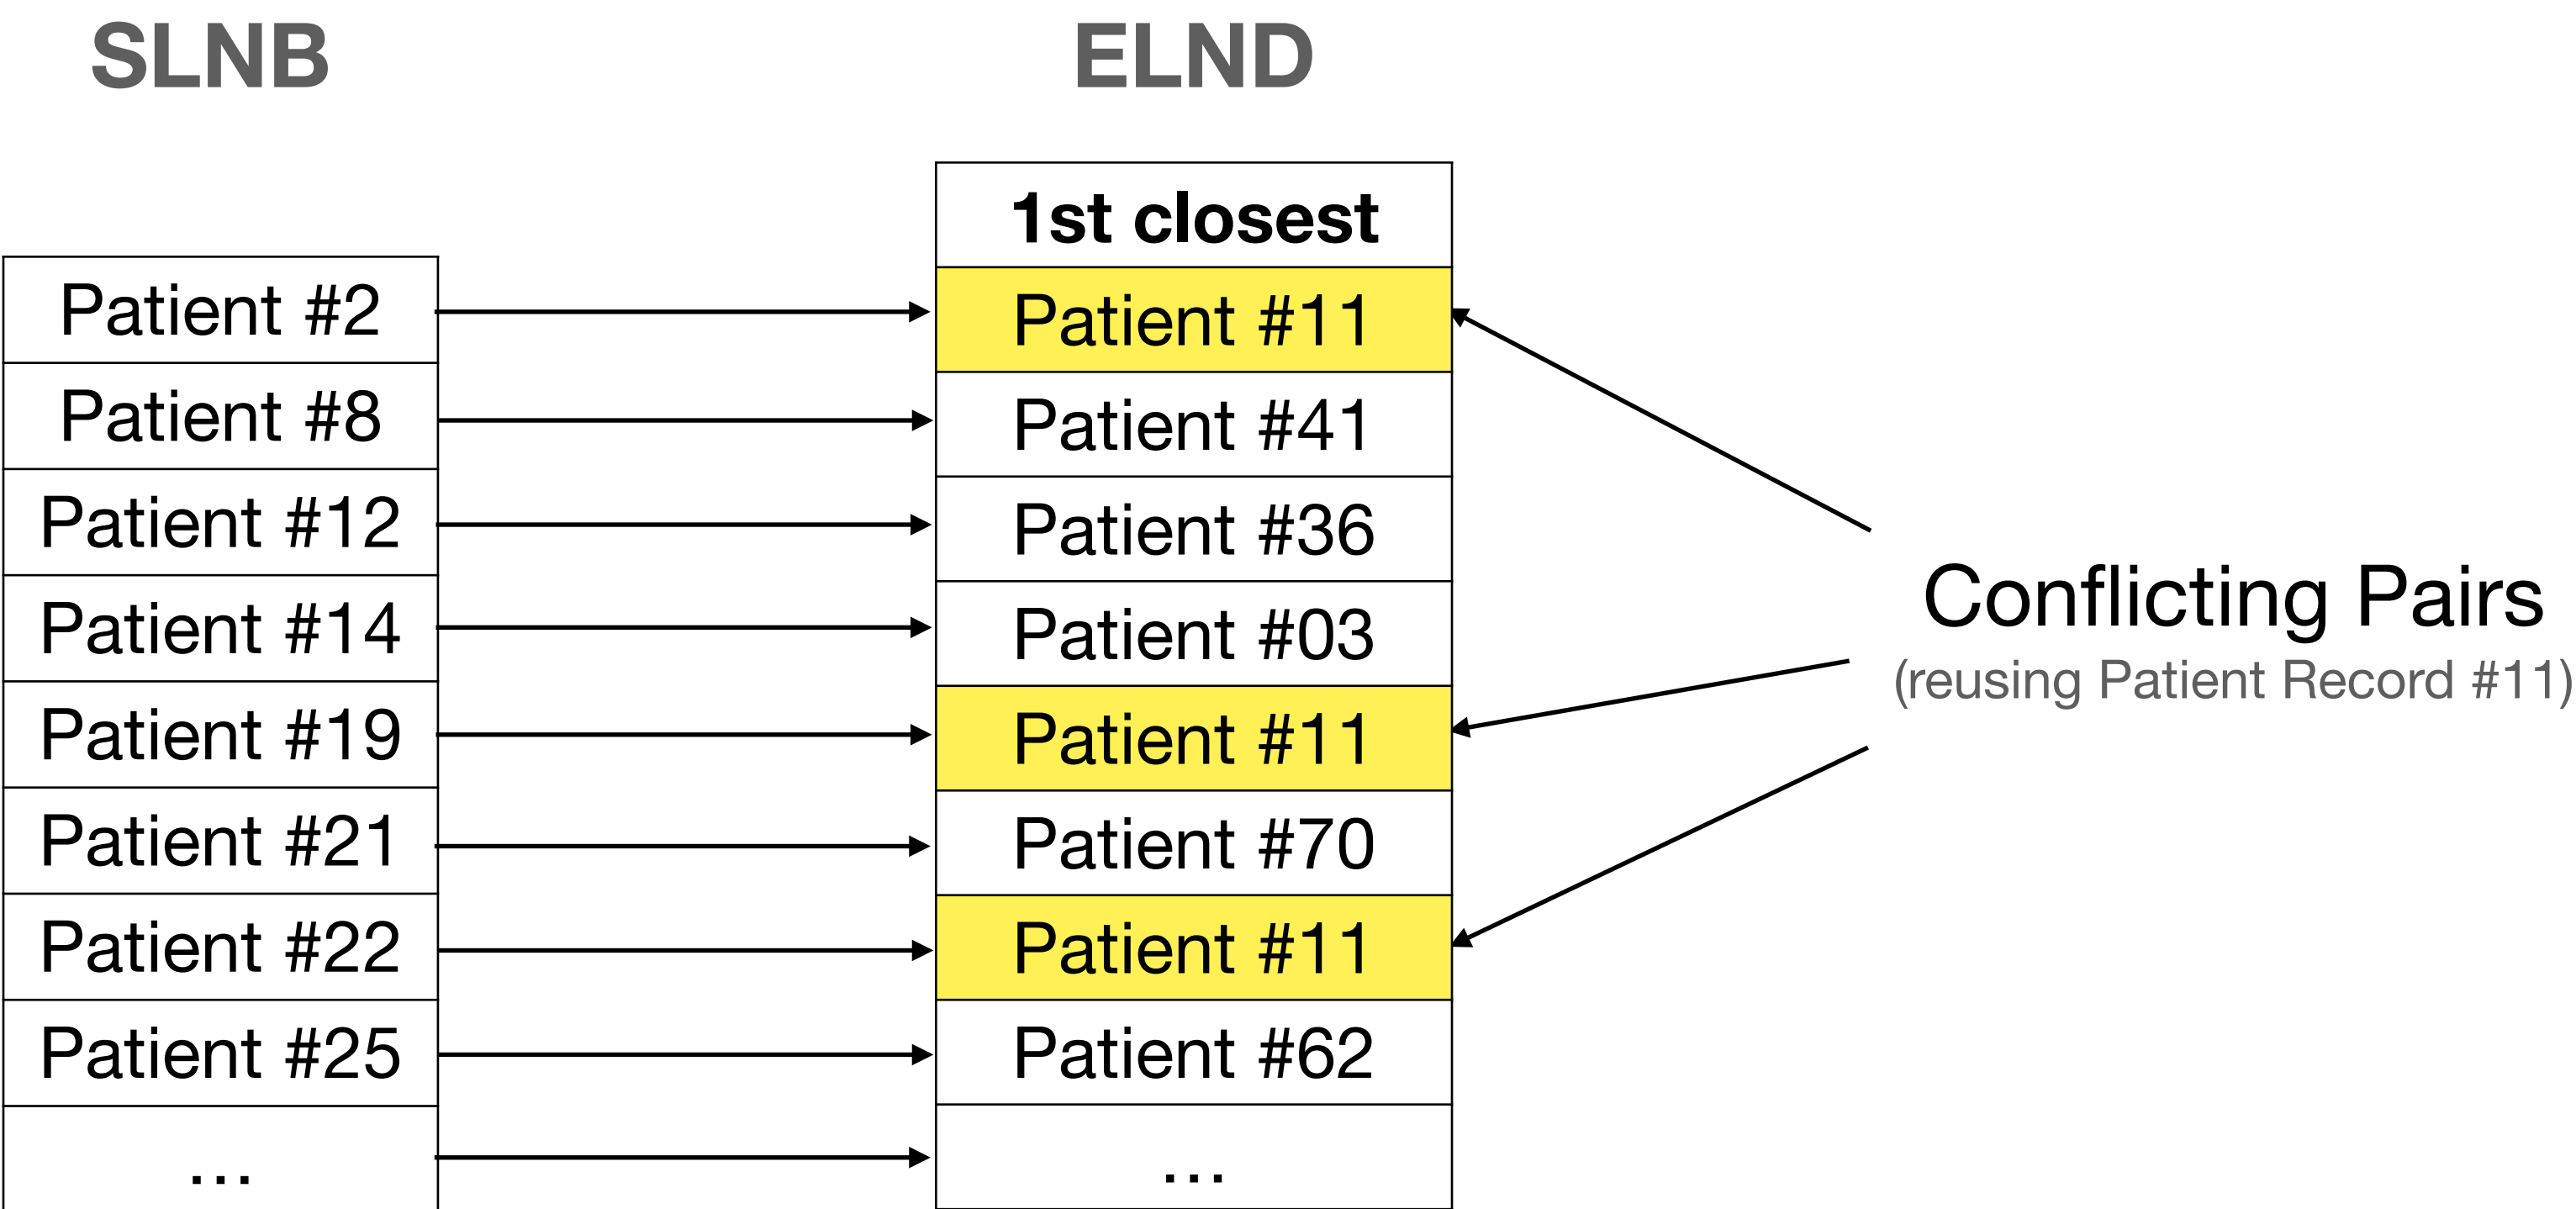 SLNB
ELND
1st closest
Patient #2
Patient #11
Patient #8
Patient #41
Patient #12
Patient #36
Patient #14
Patient #03
Patient #19
Patient #11
Patient #21
Patient #70
Patient #22
Patient #11
Patient #25
Patient #62
...
...
Conflicting Pairs
(reusing Patient Record #11)